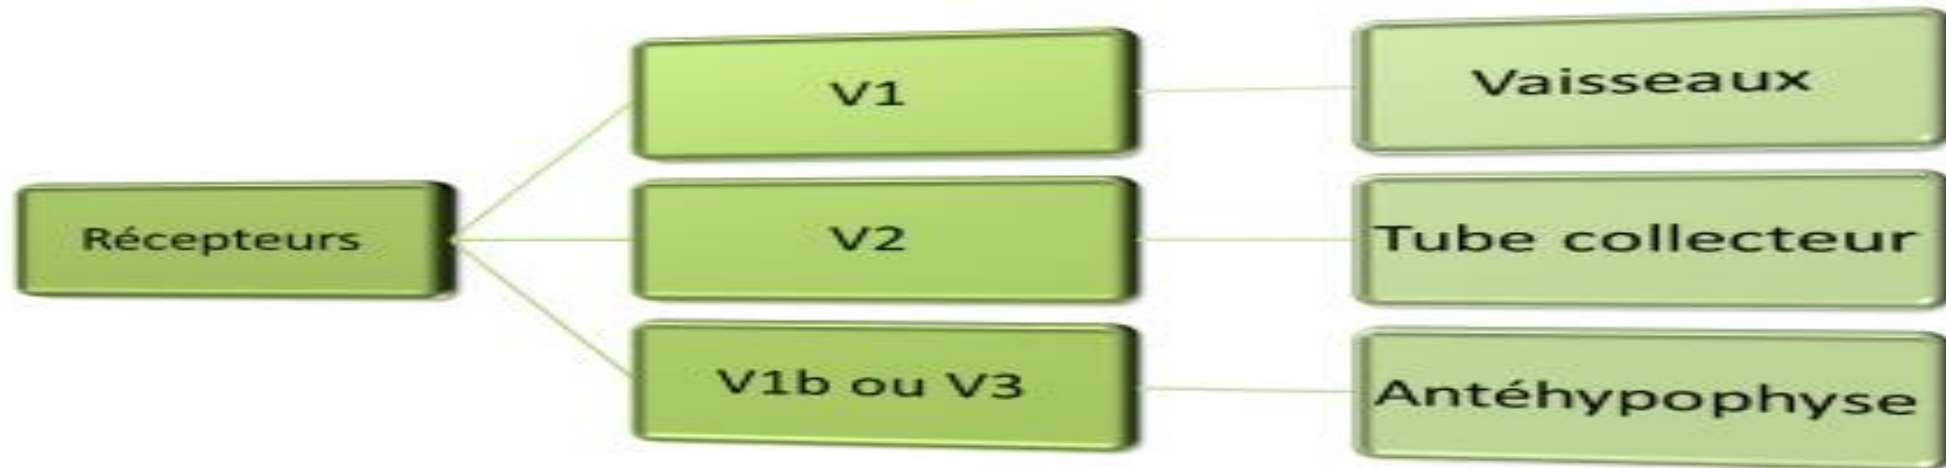 Récepteurs
V1
Vaisseaux
V2
Tube collecteur
V1b ou V3
Antéhypophyse